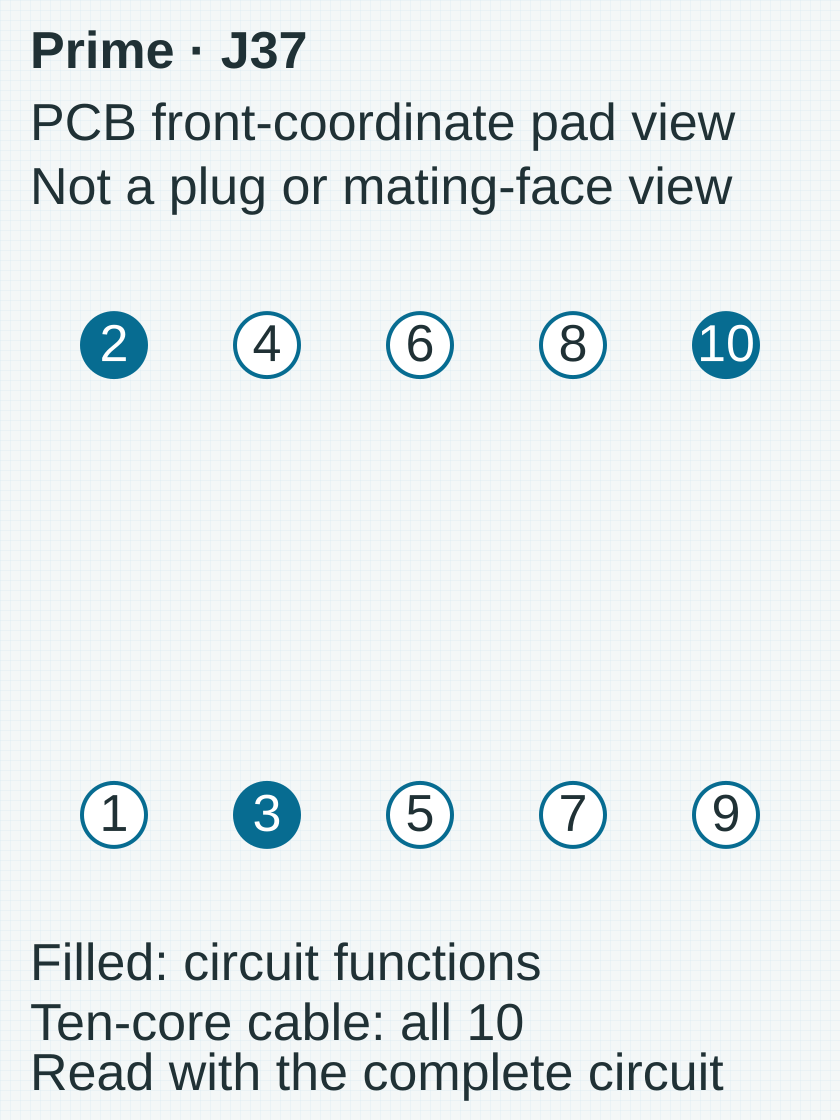 Prime · J37
PCB front-coordinate pad view
Not a plug or mating-face view
2 4 6 8 10
1 3 5 7 9
Filled: circuit functions
Ten-core cable: all 10
Read with the complete circuit